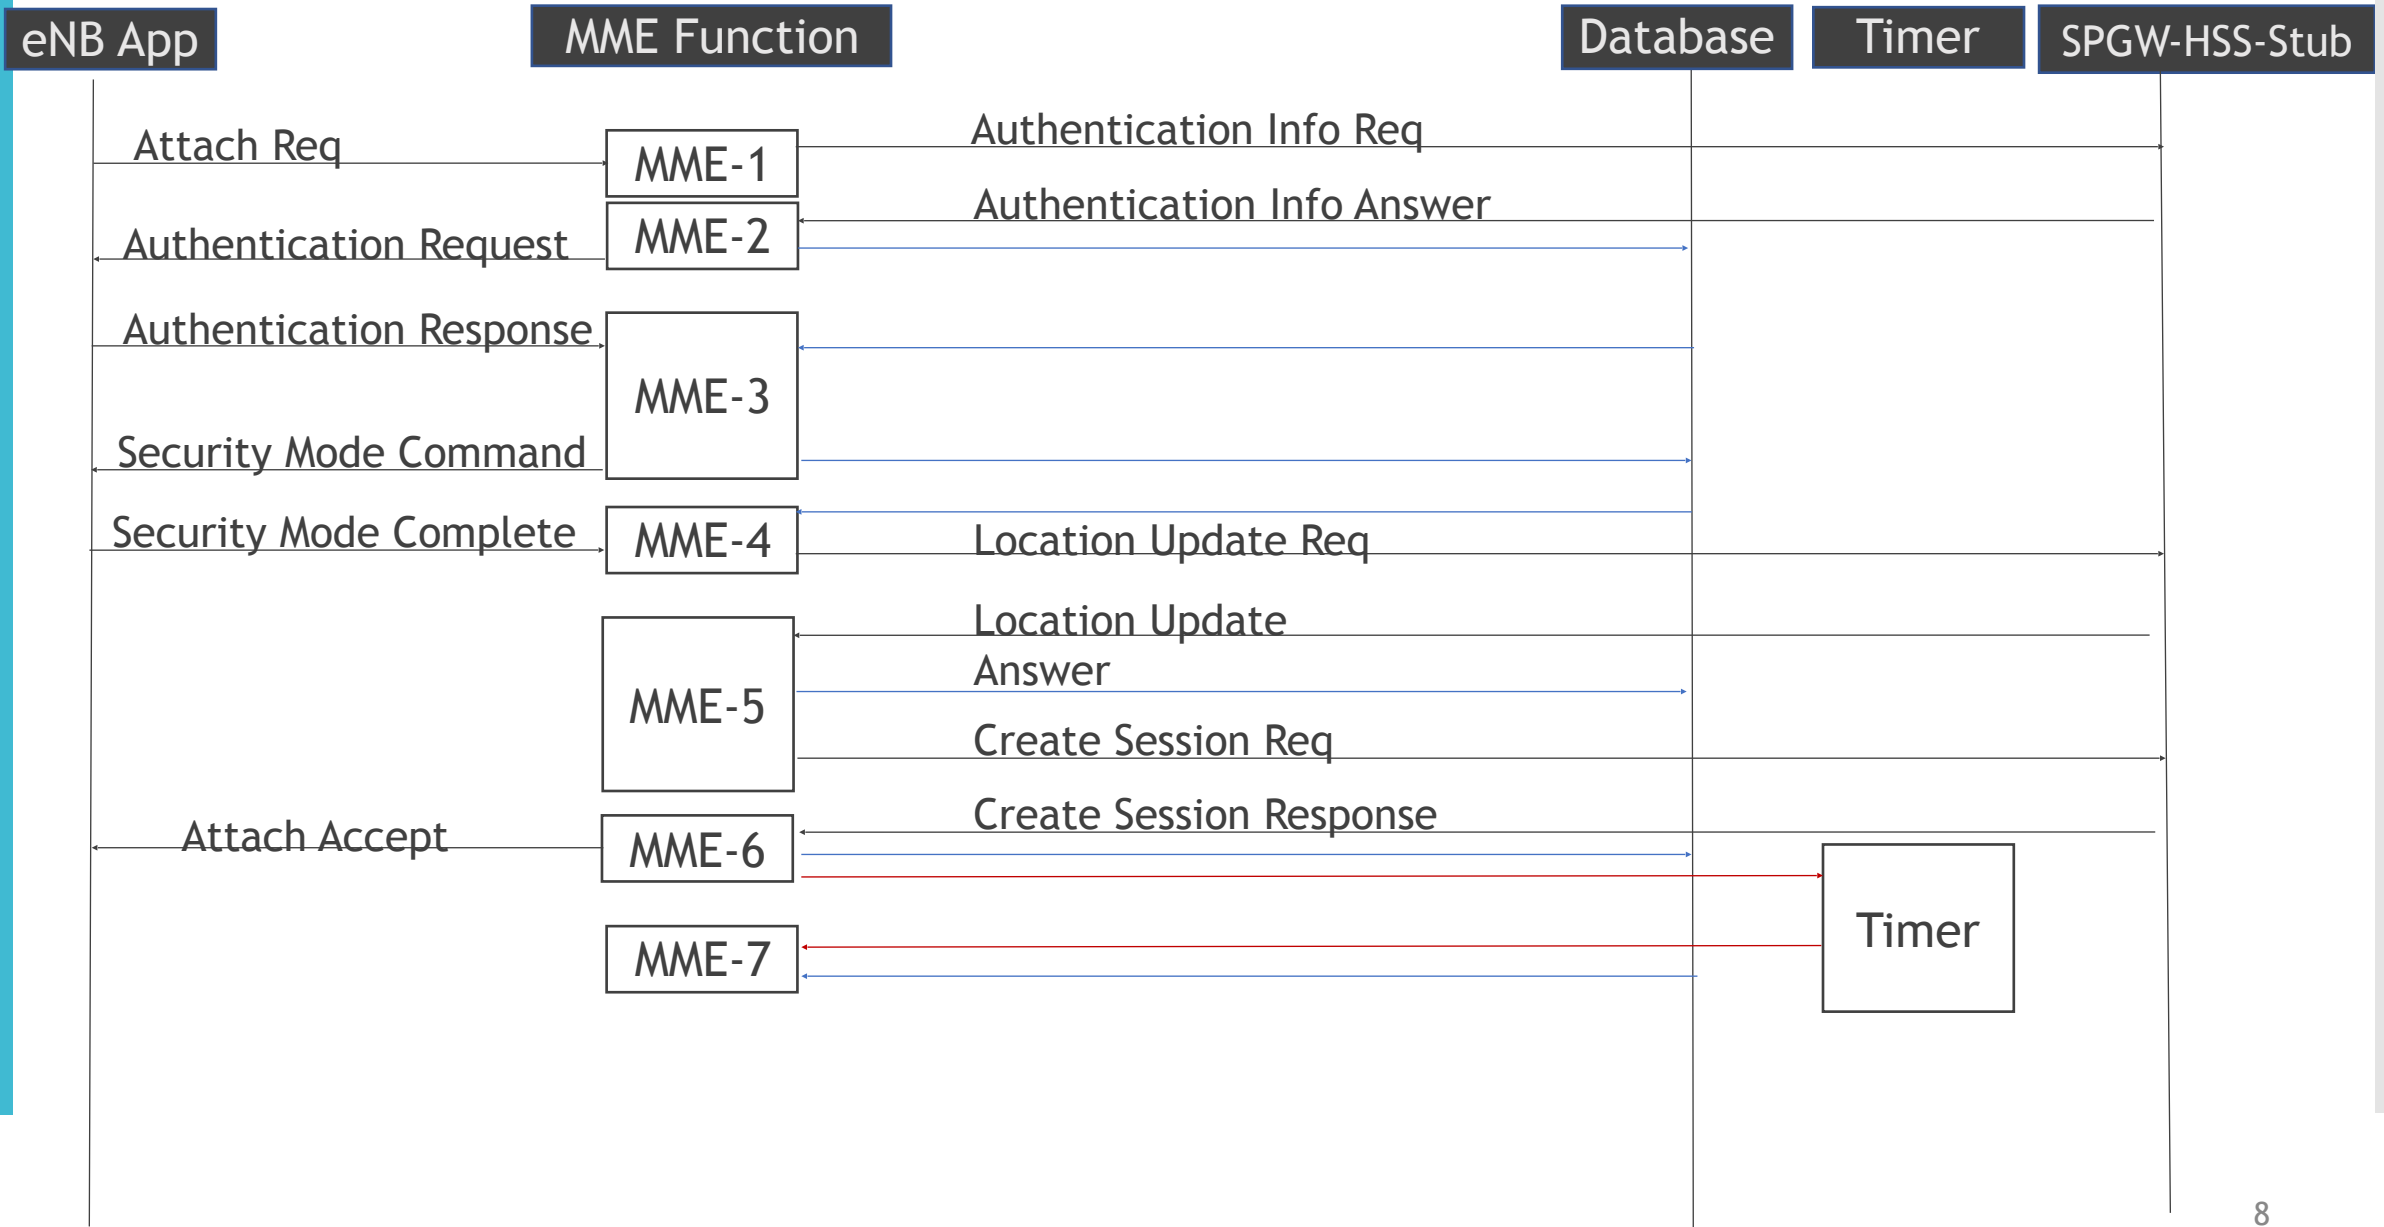 eNB App
MME Function
Database
Timer
SPGW-HSS-Stub
Attach Req
MME-1
Authentication Info Req
MME-2
Authentication Info Answer
Authentication Request
Authentication Response
MME-3
Security Mode Command
Security Mode Complete
MME-4
Location Update Req
Location Update
Answer
MME-5
Create Session Req
Create Session Response
Attach Accept
MME-6
Timer
MME-7
8